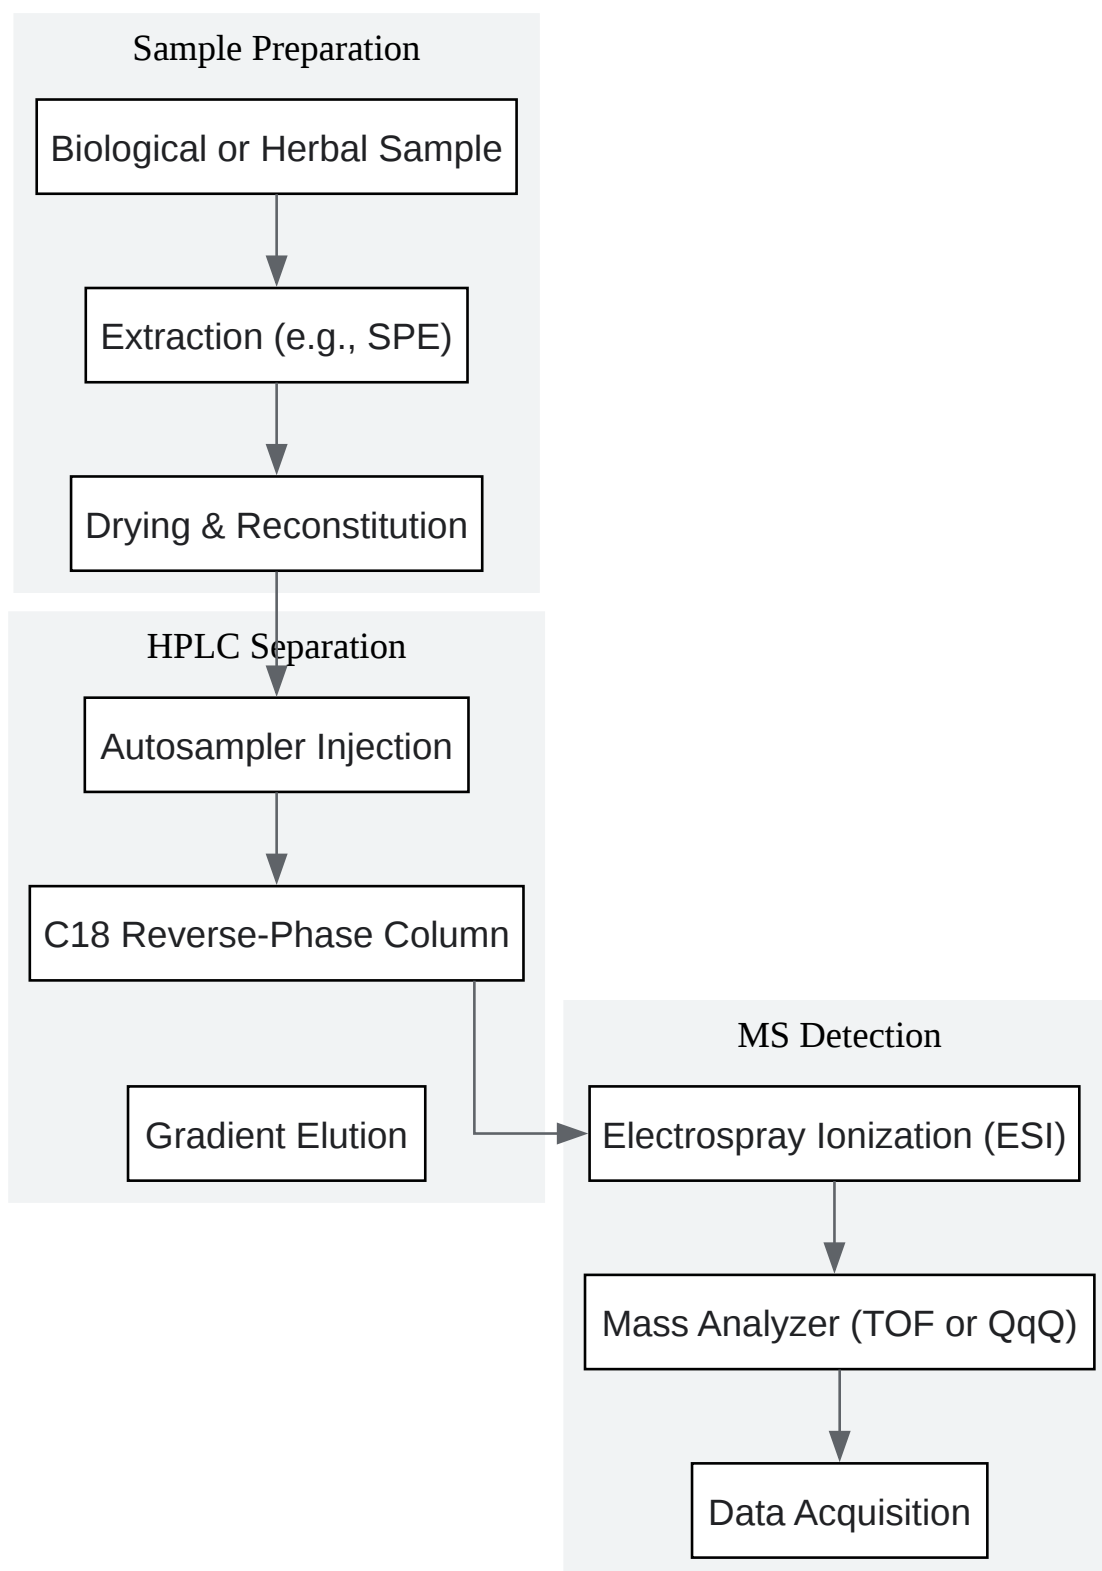 Sample Preparation
Biological or Herbal Sample
Extraction (e.g., SPE)
Drying & Reconstitution
HPLC Separation
Autosampler Injection
C18 Reverse-Phase Column
Gradient Elution
MS Detection
Electrospray Ionization (ESI)
Mass Analyzer (TOF or QqQ)
Data Acquisition